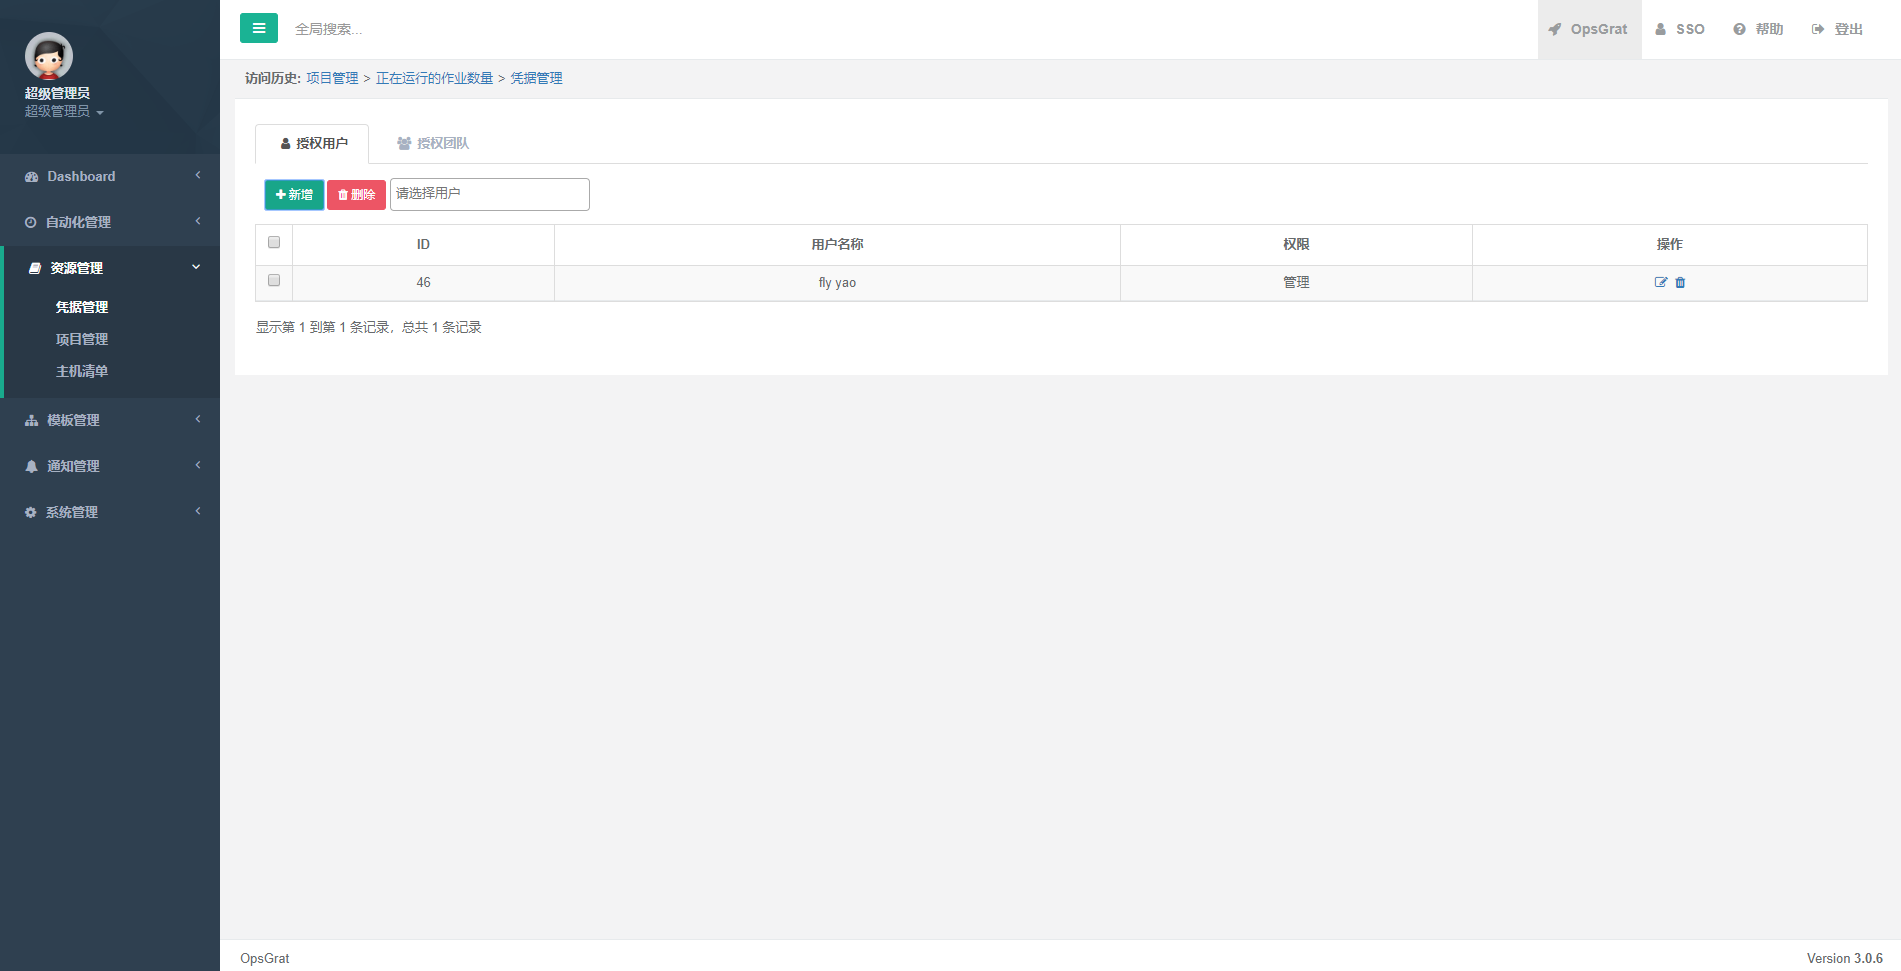 超级管理员
超级管理员
Dashboard
自动化管理
资源管理
凭据管理
项目管理
主机清单
模板管理
通知管理
系统管理
全局搜索...
OpsGrat
SSO
帮助
登出
访问历史: 项目管理 > 正在运行的作业数量 > 凭据管理
授权用户
授权团队
新增
删除
请选择用户
ID 用户名称 权限 操作
46 fly yao 管理
显示第 1 到第 1 条记录，总共 1 条记录
OpsGrat
Version 3.0.6